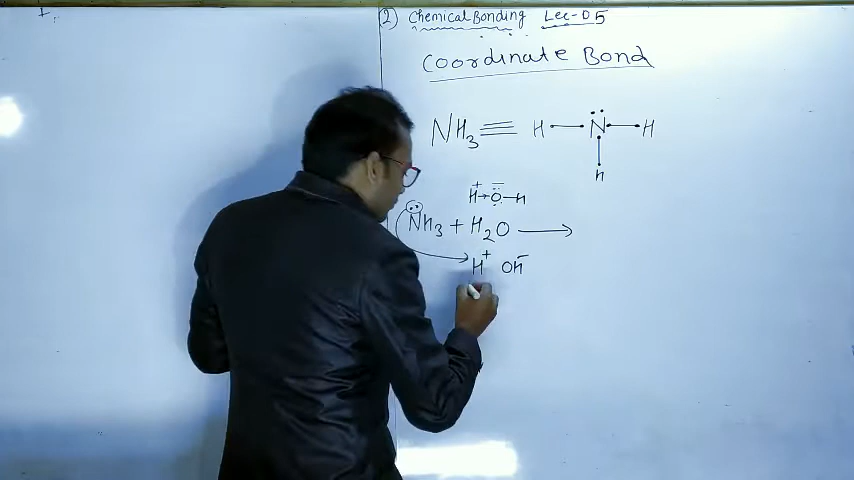 2) Chemical Bonding Lec-05
Coordinate Bond
NH3 ≡ H — N̈ — H
H
H⁺→Ö⁻—H
:NH3 + H2O ⟶
H⁺ OH⁻